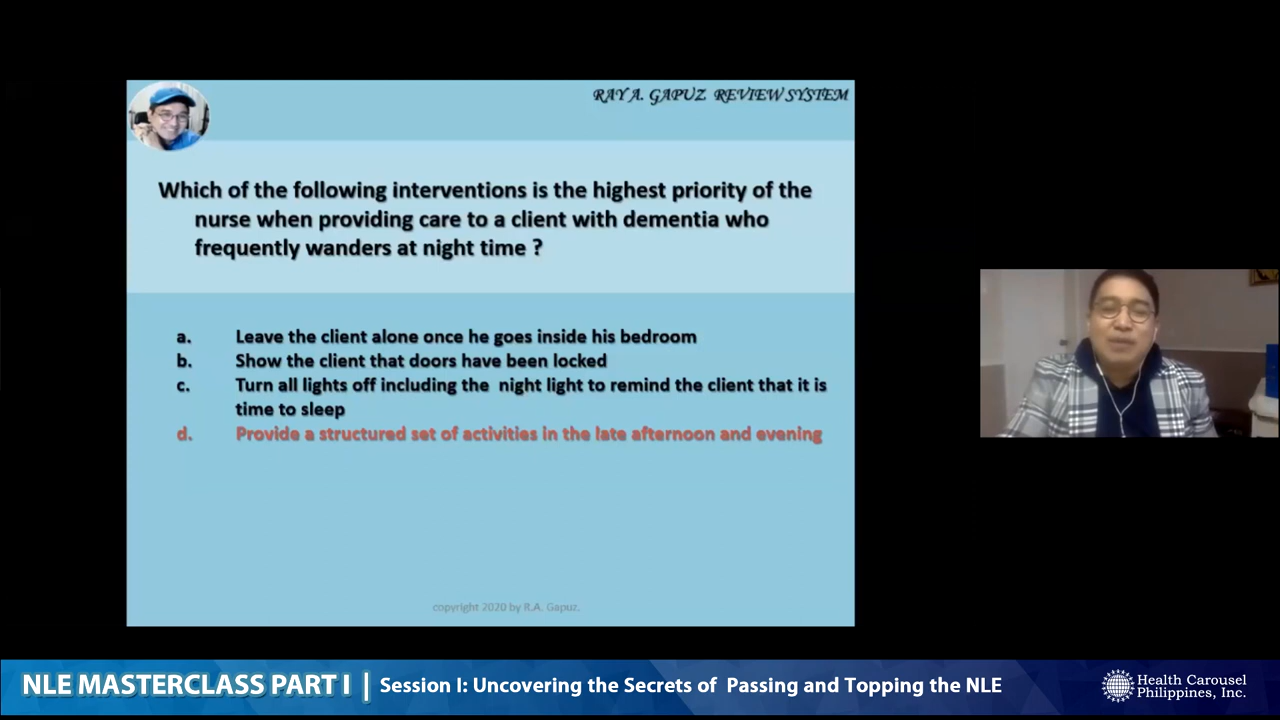 RAY A. GAPUZ REVIEW SYSTEM
Which of the following interventions is the highest priority of the
nurse when providing care to a client with dementia who
frequently wanders at night time ?
a. Leave the client alone once he goes inside his bedroom
b. Show the client that doors have been locked
c. Turn all lights off including the night light to remind the client that it is
time to sleep
d. Provide a structured set of activities in the late afternoon and evening
copyright 2020 by R.A. Gapuz.
NLE MASTERCLASS PART I | Session I: Uncovering the Secrets of Passing and Topping the NLE
Health Carousel
Philippines, Inc.